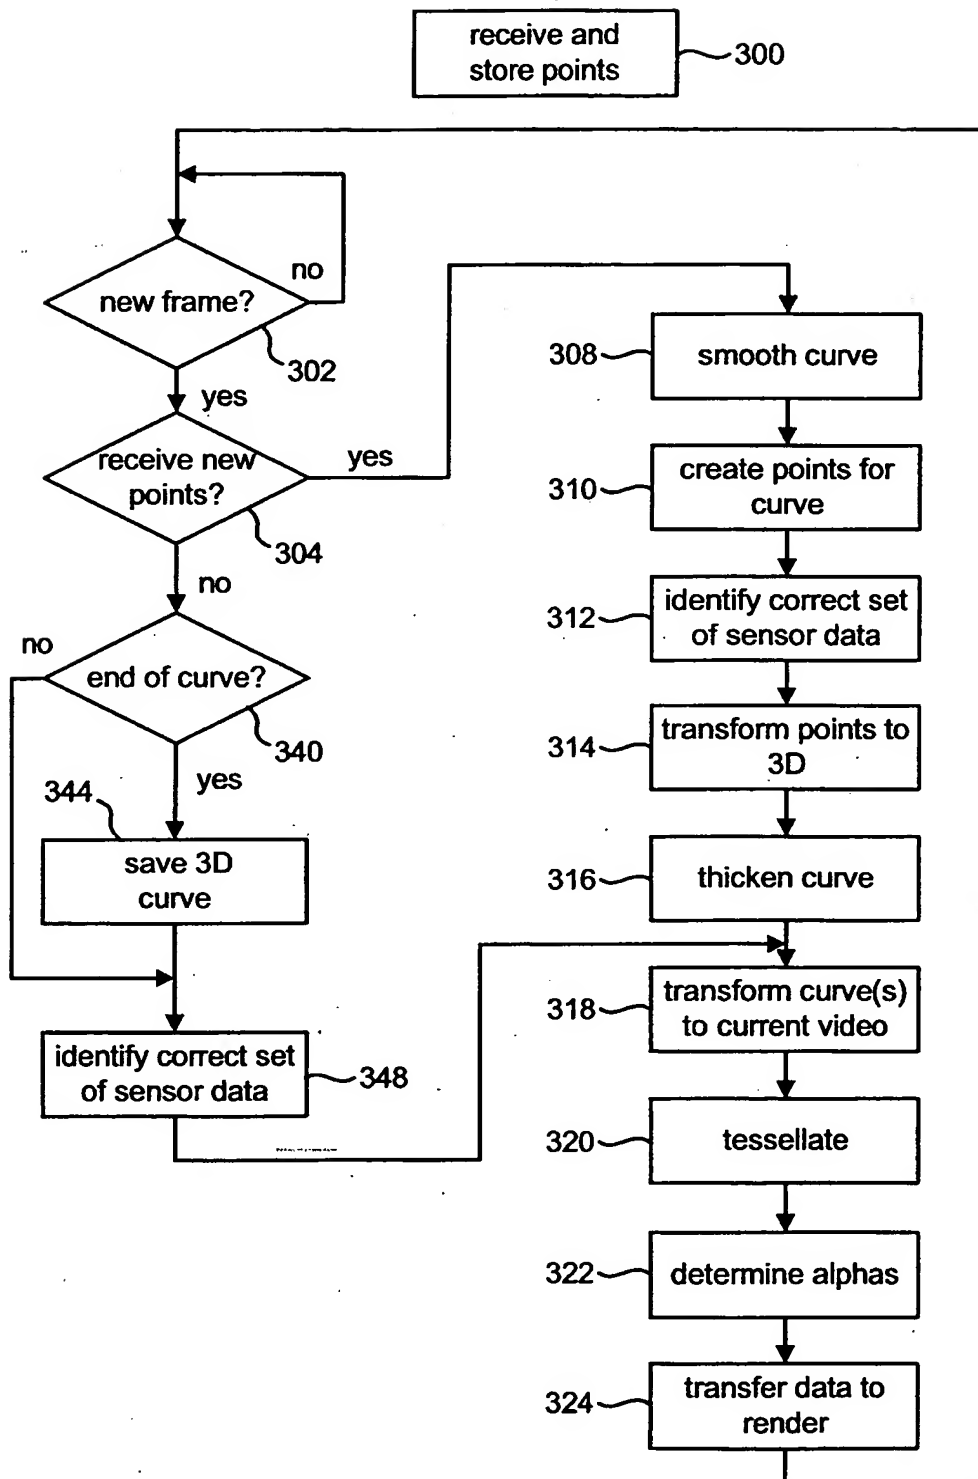 receive and
store points
300
new frame?
no
302
yes
receive new
points?
yes
304
no
end of curve?
no
340
yes
344
save 3D
curve
identify correct set
of sensor data
348
308
smooth curve
310
create points for
curve
312
identify correct set
of sensor data
314
transform points to
3D
316
thicken curve
318
transform curve(s)
to current video
320
tessellate
322
determine alphas
324
transfer data to
render